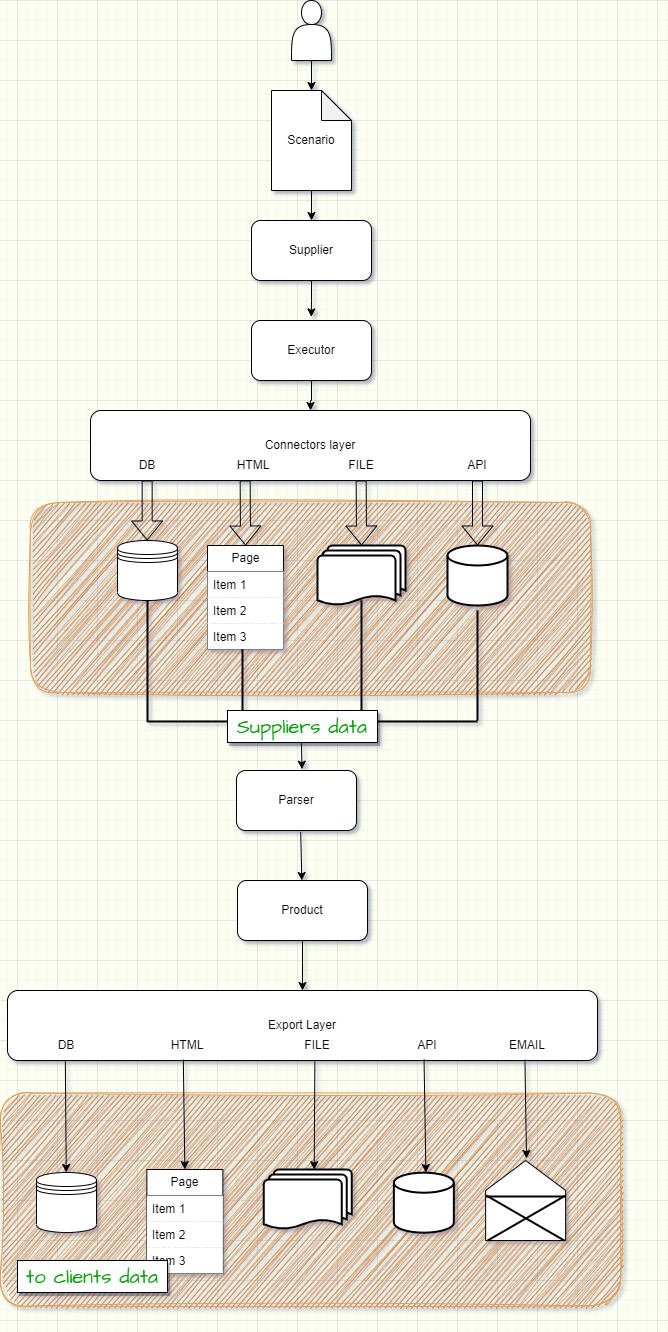 Scenario
Supplier
Executor
Connectors layer
DB HTML FILE API
Page
Item 1
Item 2
Item 3
Suppliers data
Parser
Product
Export Layer
DB HTML FILE API EMAIL
Page
Item 1
Item 2
Item 3
to clients data